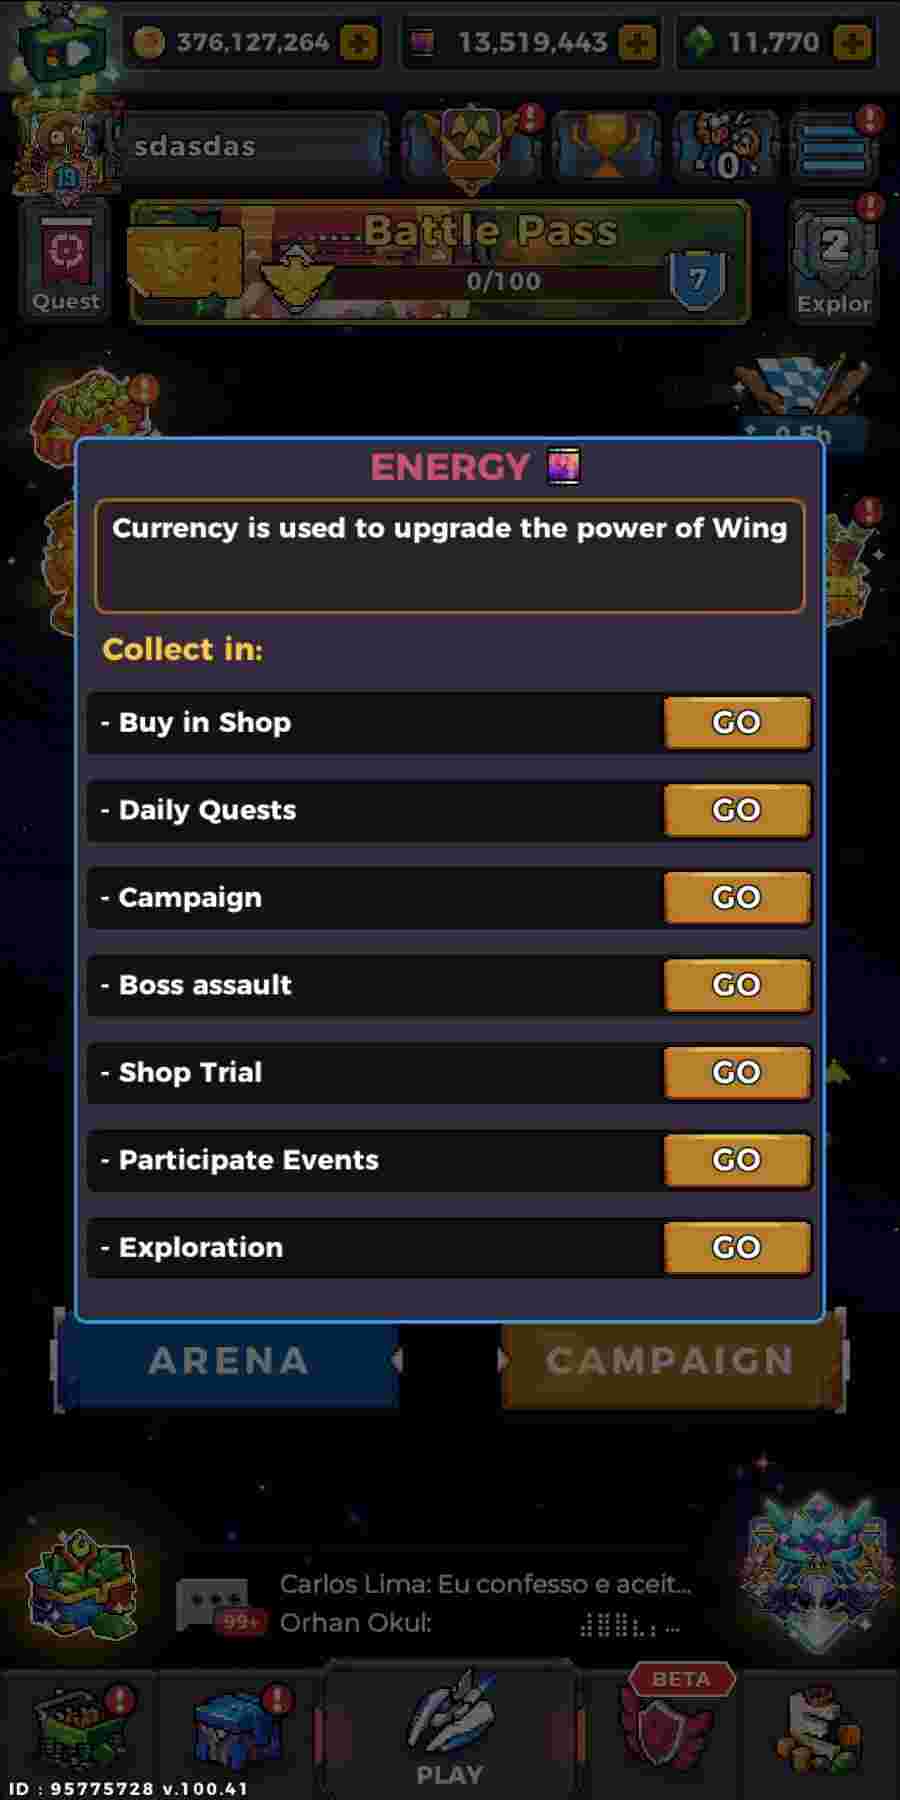 376,127,264
13,519,443
11,770
sdasdas
19
0
Battle Pass
0/100
7
Quest
2
Explor
9.5h
ENERGY
Currency is used to upgrade the power of Wing
Collect in:
- Buy in Shop GO
- Daily Quests GO
- Campaign GO
- Boss assault GO
- Shop Trial GO
- Participate Events GO
- Exploration GO
ARENA
CAMPAIGN
Carlos Lima: Eu confesso e aceit...
99+
Orhan Okul:
BETA
PLAY
ID : 95775728 v.100.41